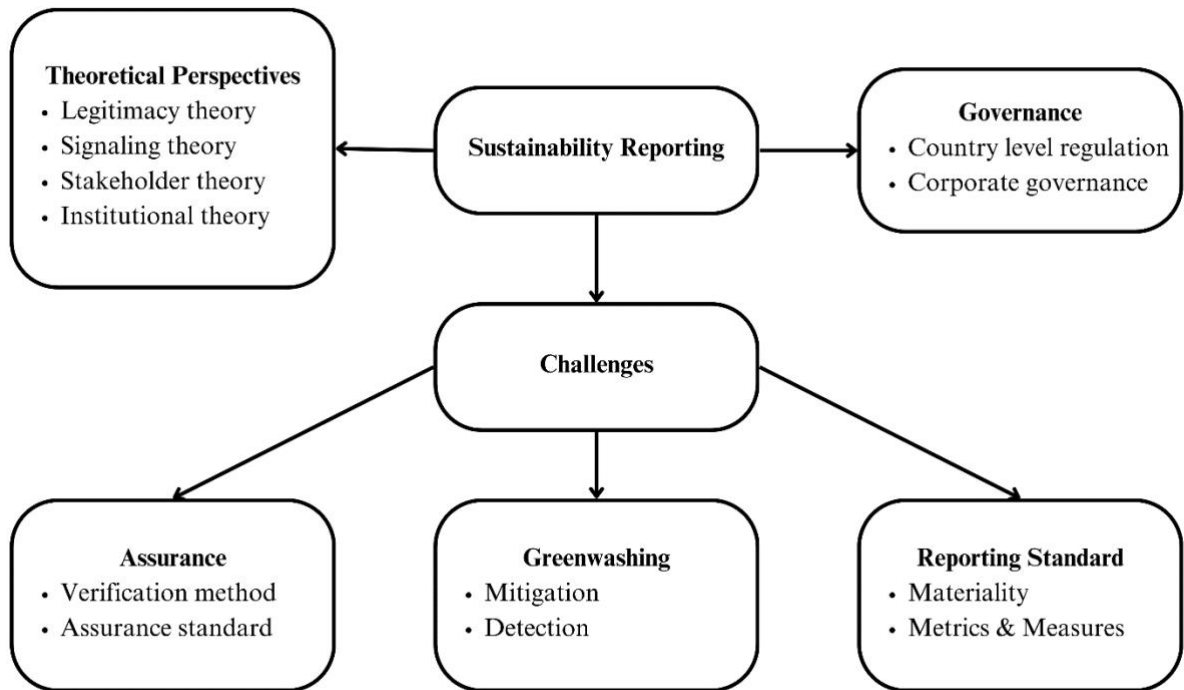 Theoretical Perspectives
• Legitimacy theory
• Signaling theory
• Stakeholder theory
• Institutional theory
Sustainability Reporting
Governance
• Country level regulation
• Corporate governance
Challenges
Assurance
• Verification method
• Assurance standard
Greenwashing
• Mitigation
• Detection
Reporting Standard
• Materiality
• Metrics & Measures